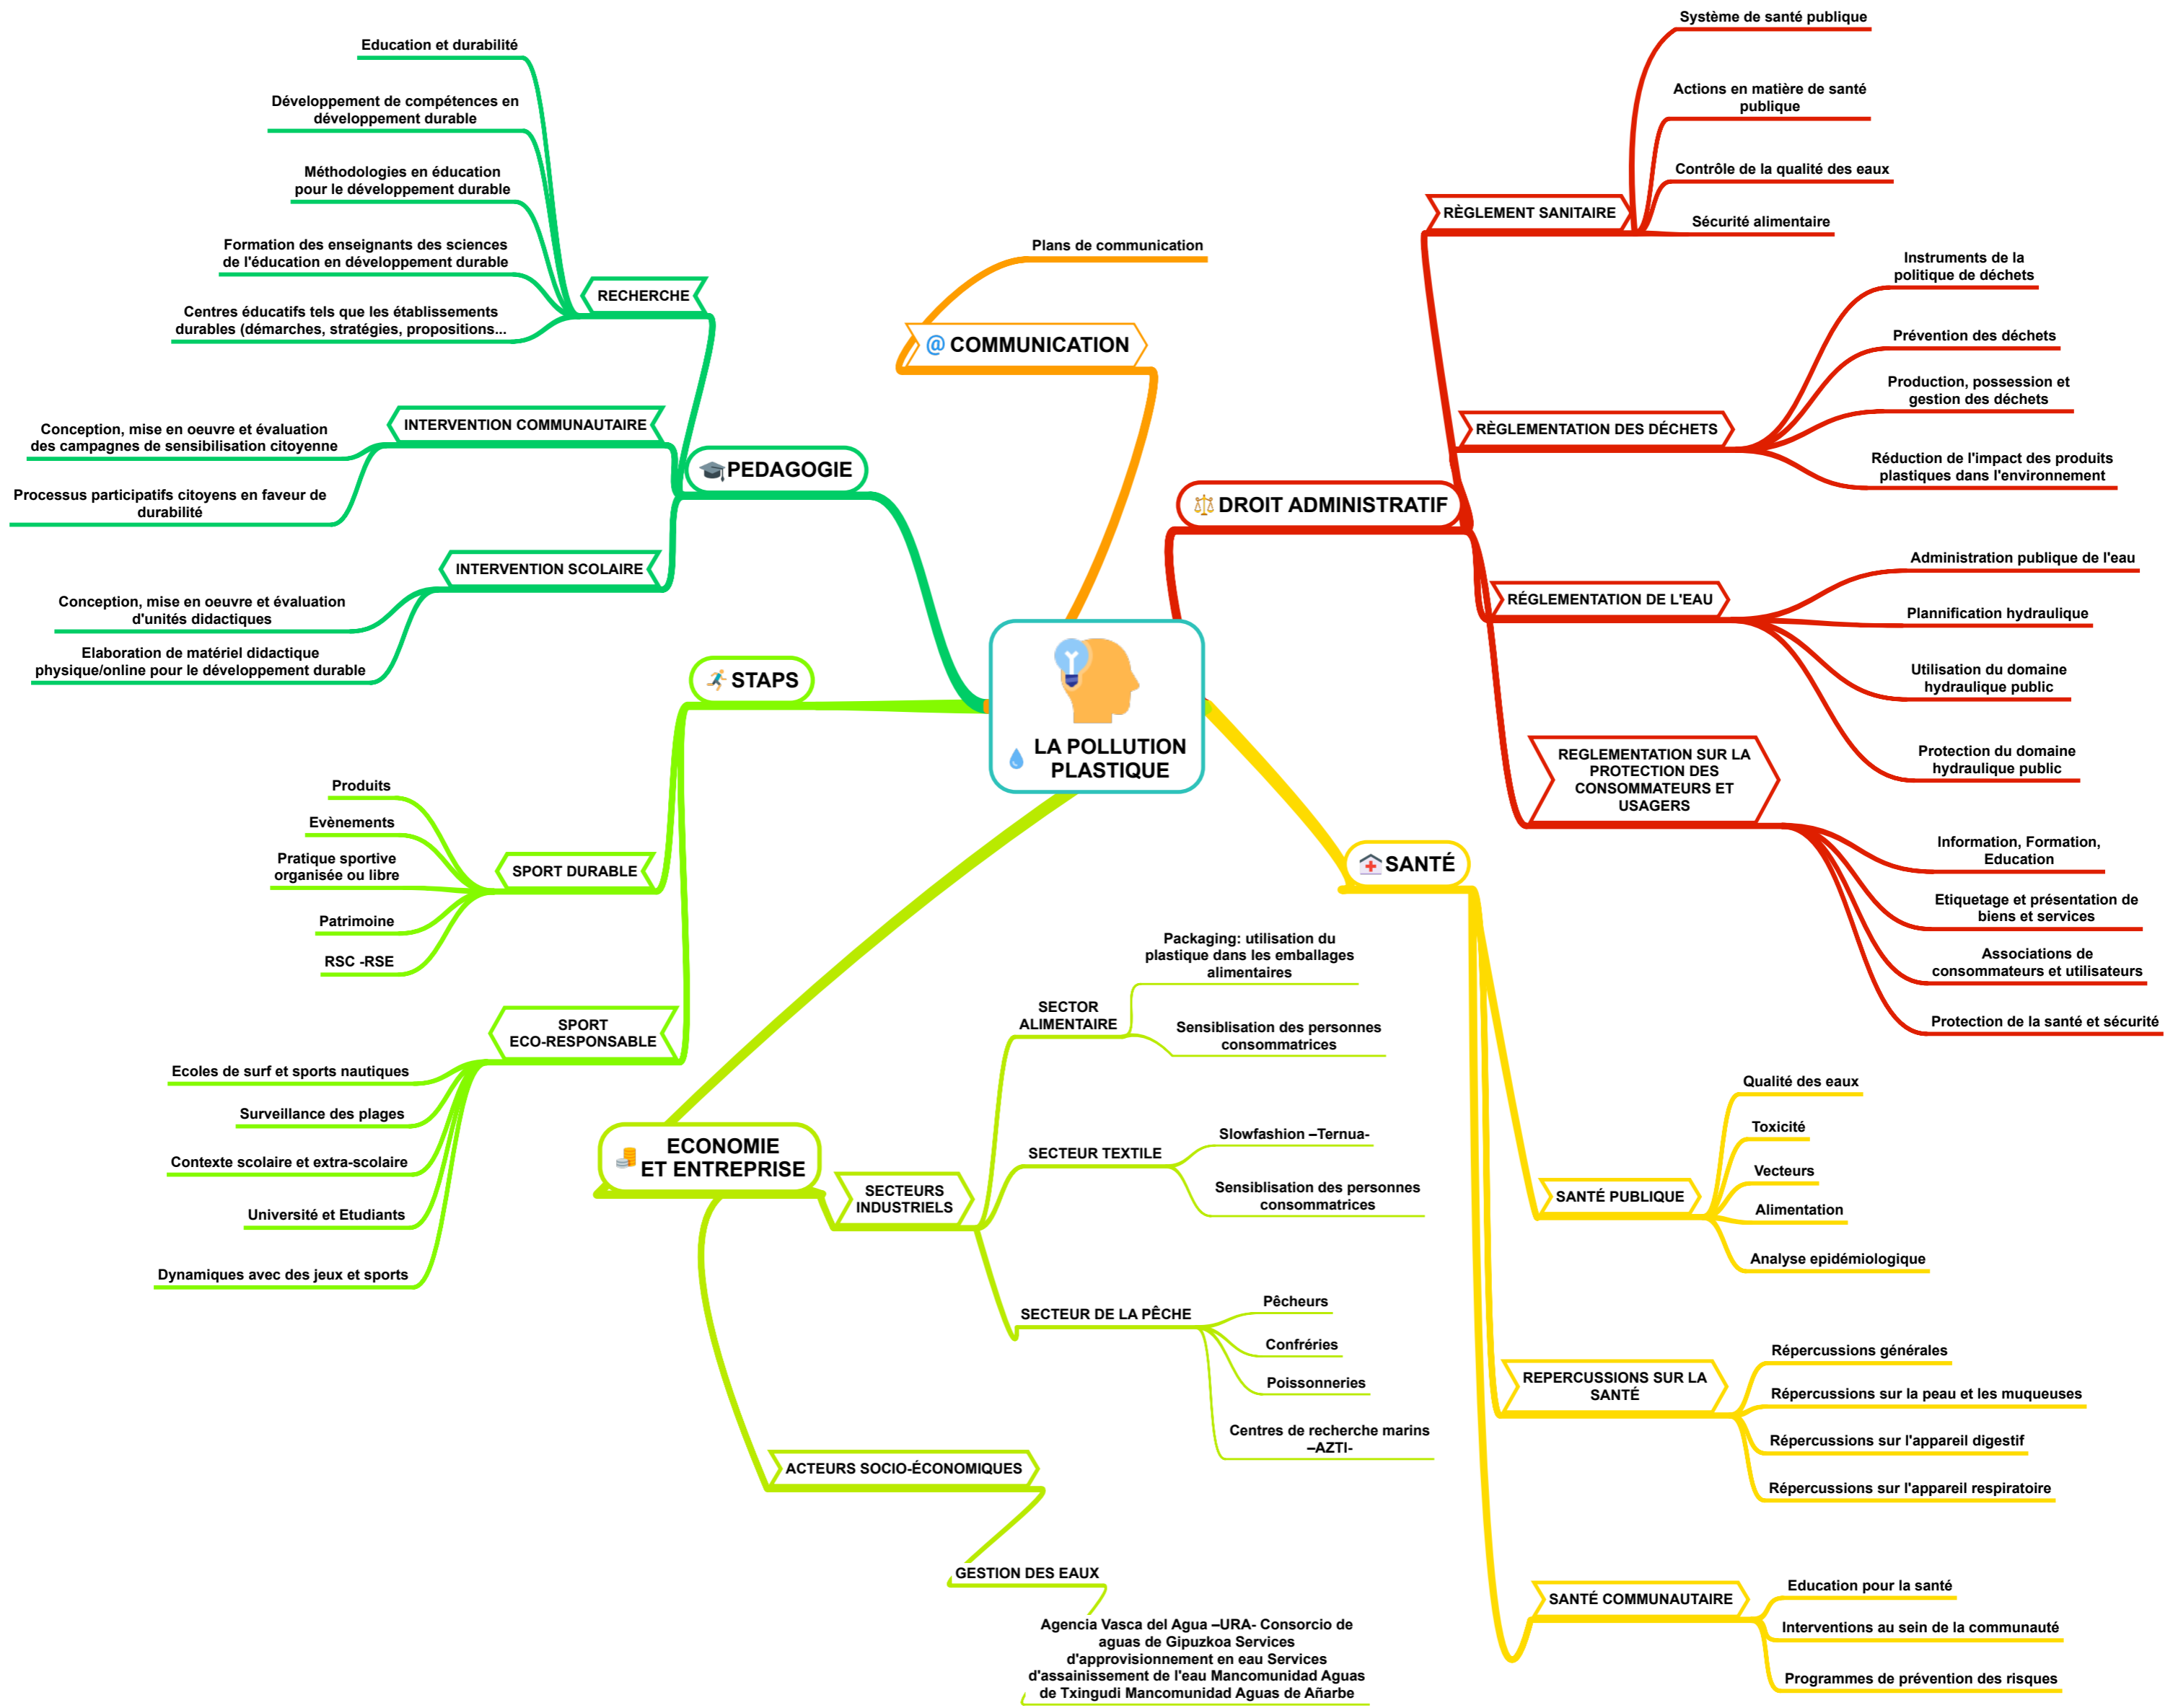 LA POLLUTION
PLASTIQUE
@ COMMUNICATION
Plans de communication
DROIT ADMINISTRATIF
RÈGLEMENT SANITAIRE
Système de santé publique
Actions en matière de santé
publique
Contrôle de la qualité des eaux
Sécurité alimentaire
RÈGLEMENTATION DES DÉCHETS
Instruments de la
politique de déchets
Prévention des déchets
Production, possession et
gestion des déchets
Réduction de l'impact des produits
plastiques dans l'environnement
RÉGLEMENTATION DE L'EAU
Administration publique de l'eau
Plannification hydraulique
Utilisation du domaine
hydraulique public
Protection du domaine
hydraulique public
REGLEMENTATION SUR LA
PROTECTION DES
CONSOMMATEURS ET
USAGERS
Information, Formation,
Education
Etiquetage et présentation de
biens et services
Associations de
consommateurs et utilisateurs
Protection de la santé et sécurité
SANTÉ
SANTÉ PUBLIQUE
Qualité des eaux
Toxicité
Vecteurs
Alimentation
Analyse epidémiologique
REPERCUSSIONS SUR LA
SANTÉ
Répercussions générales
Répercussions sur la peau et les muqueuses
Répercussions sur l'appareil digestif
Répercussions sur l'appareil respiratoire
SANTÉ COMMUNAUTAIRE
Education pour la santé
Interventions au sein de la communauté
Programmes de prévention des risques
PEDAGOGIE
RECHERCHE
Education et durabilité
Développement de compétences en
développement durable
Méthodologies en éducation
pour le développement durable
Formation des enseignants des sciences
de l'éducation en développement durable
Centres éducatifs tels que les établissements
durables (démarches, stratégies, propositions...
INTERVENTION COMMUNAUTAIRE
Conception, mise en oeuvre et évaluation
des campagnes de sensibilisation citoyenne
Processus participatifs citoyens en faveur de
durabilité
INTERVENTION SCOLAIRE
Conception, mise en oeuvre et évaluation
d'unités didactiques
Elaboration de matériel didactique
physique/online pour le développement durable
STAPS
SPORT DURABLE
Produits
Evènements
Pratique sportive
organisée ou libre
Patrimoine
RSC -RSE
SPORT
ECO-RESPONSABLE
Ecoles de surf et sports nautiques
Surveillance des plages
Contexte scolaire et extra-scolaire
Université et Etudiants
Dynamiques avec des jeux et sports
ECONOMIE
ET ENTREPRISE
SECTEURS
INDUSTRIELS
SECTOR
ALIMENTAIRE
Packaging: utilisation du
plastique dans les emballages
alimentaires
Sensiblisation des personnes
consommatrices
SECTEUR TEXTILE
Slowfashion –Ternua-
Sensiblisation des personnes
consommatrices
SECTEUR DE LA PÊCHE
Pêcheurs
Confréries
Poissonneries
Centres de recherche marins
–AZTI-
ACTEURS SOCIO-ÉCONOMIQUES
GESTION DES EAUX
Agencia Vasca del Agua –URA- Consorcio de
aguas de Gipuzkoa Services
d'approvisionnement en eau Services
d'assainissement de l'eau Mancomunidad Aguas
de Txingudi Mancomunidad Aguas de Añarbe